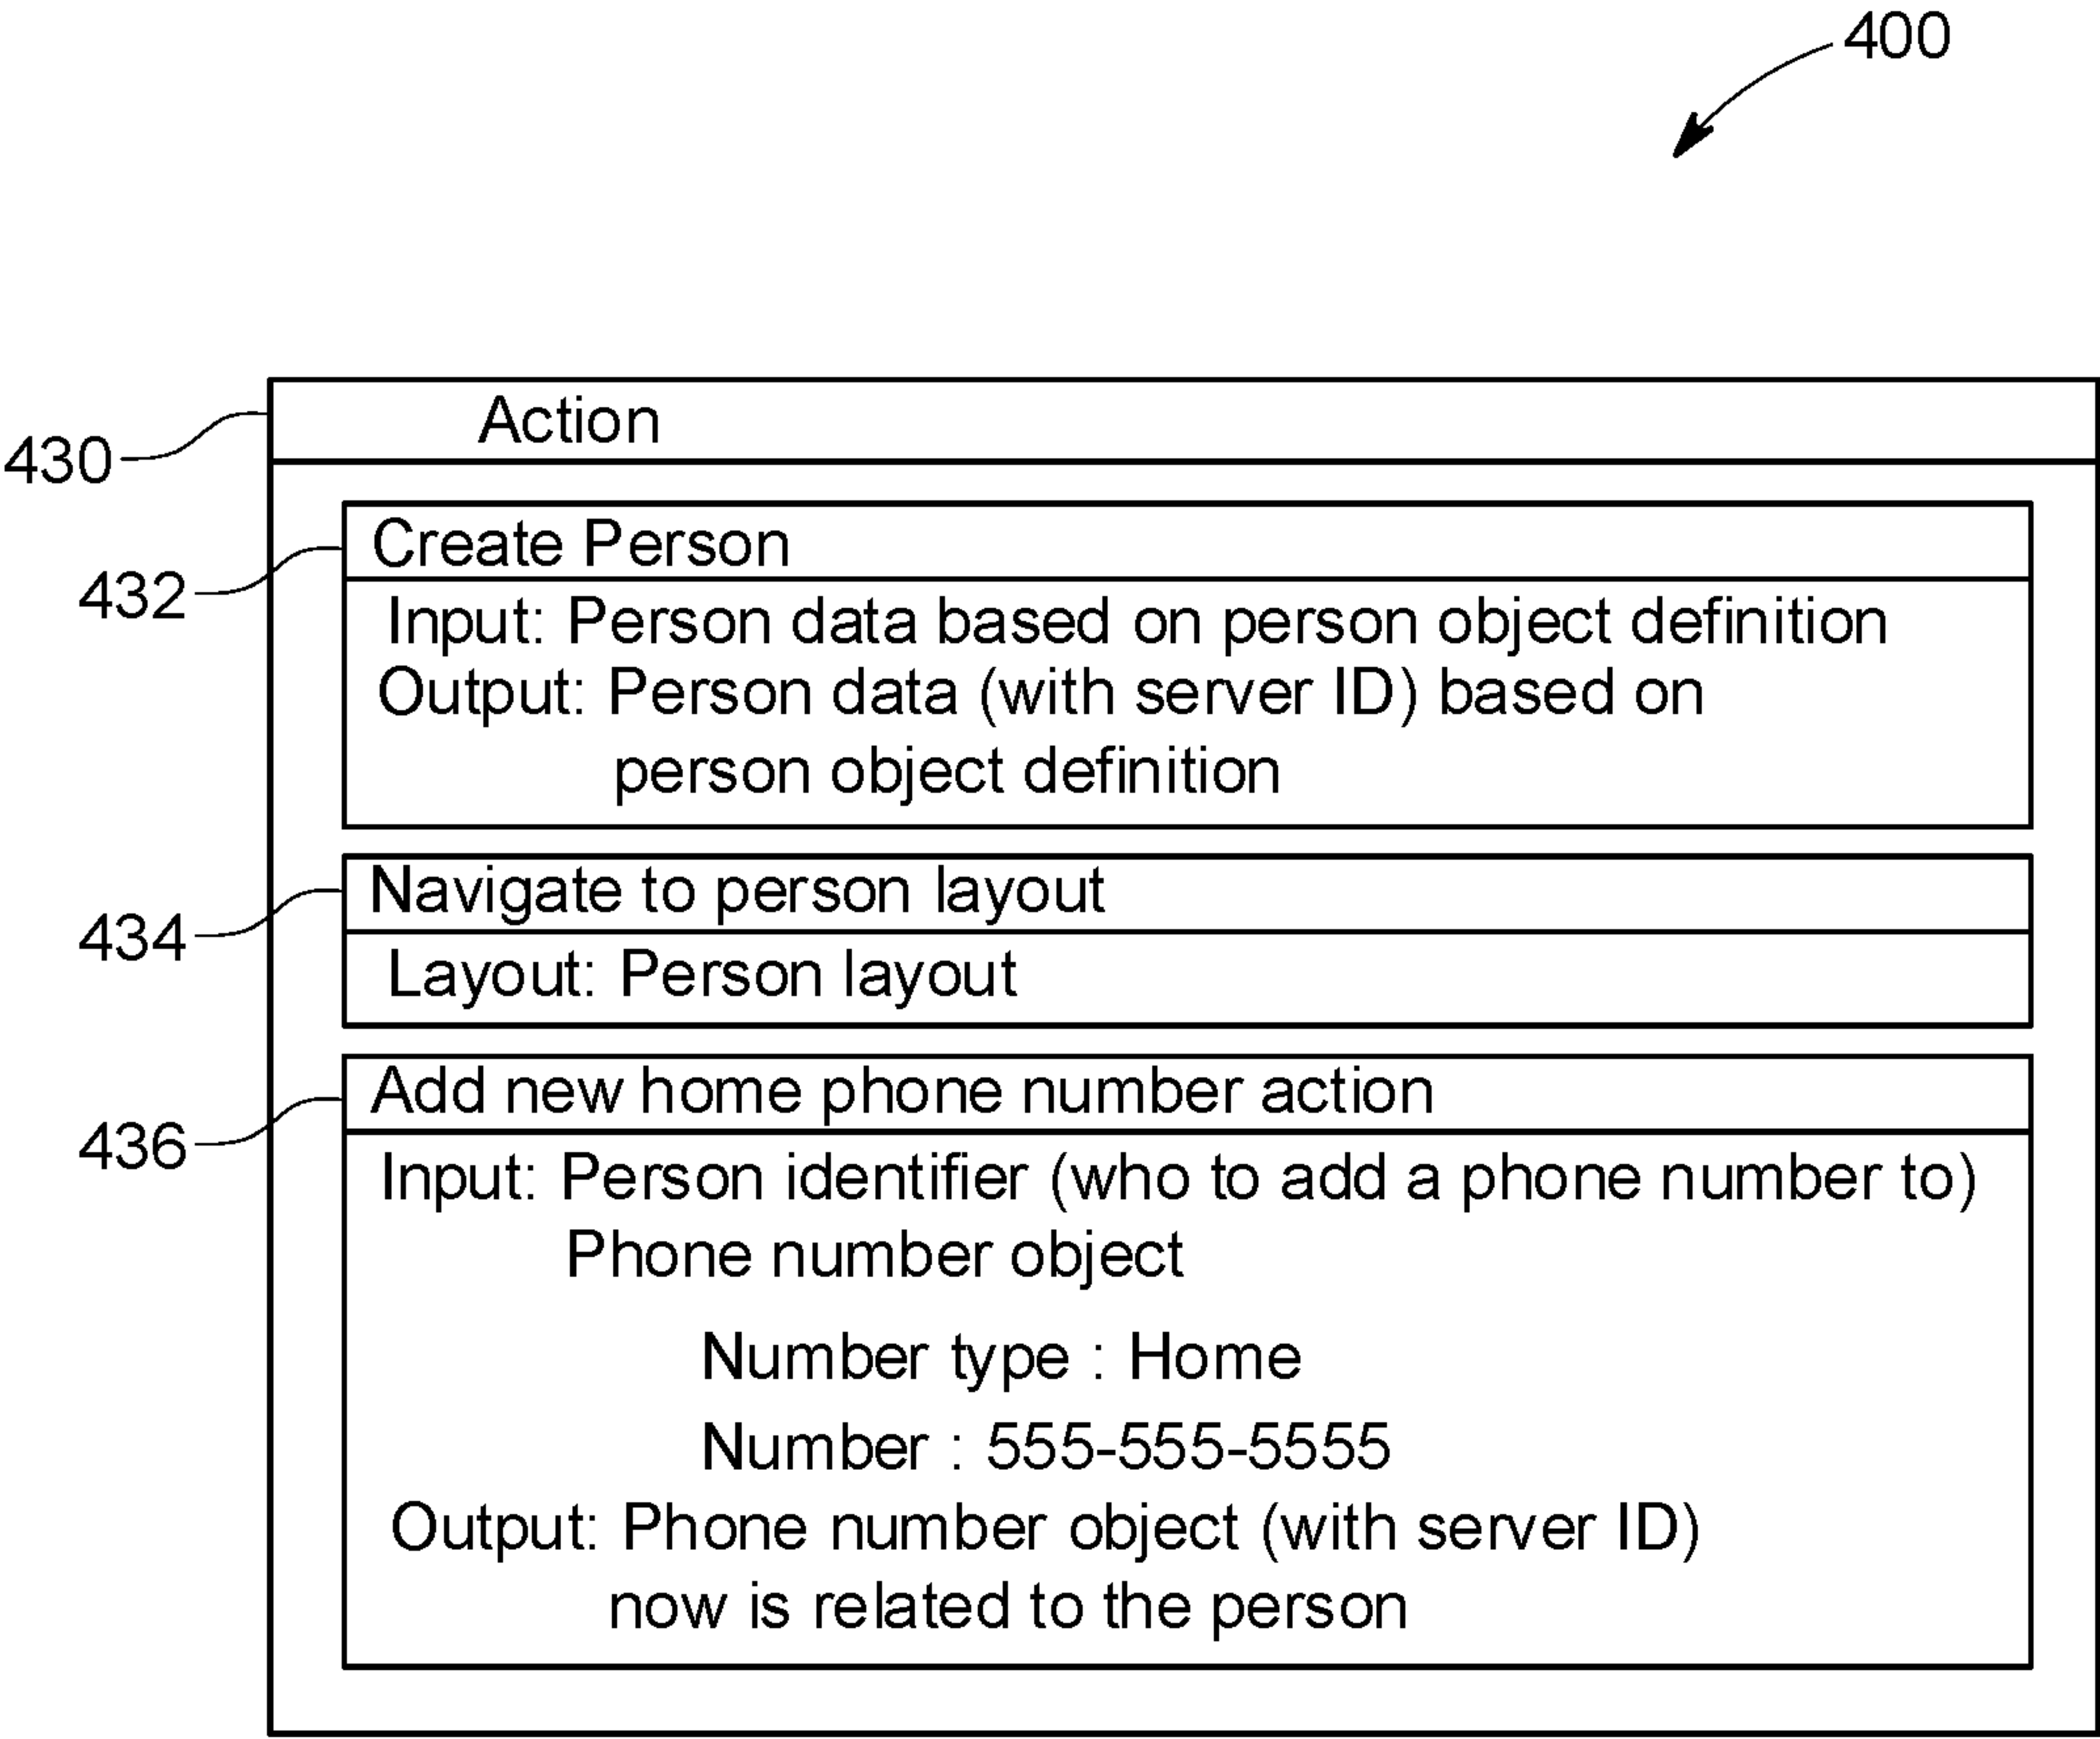 400
Action
430
Create Person
432
Input: Person data based on person object definition
Output: Person data (with server ID) based on
person object definition
Navigate to person layout
434
Layout: Person layout
Add new home phone number action
436
Input: Person identifier (who to add a phone number to)
Phone number object
Number type : Home
Number : 555-555-5555
Output: Phone number object (with server ID)
now is related to the person